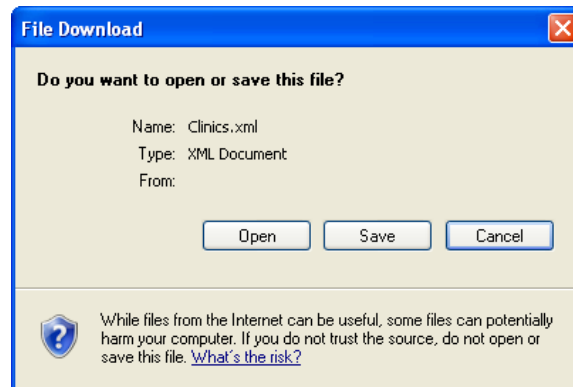 File Download
Do you want to open or save this file?
Name: Clinics.xml
Type: XML Document
From:
Open Save Cancel
While files from the Internet can be useful, some files can potentially
harm your computer. If you do not trust the source, do not open or
save this file. What's the risk?